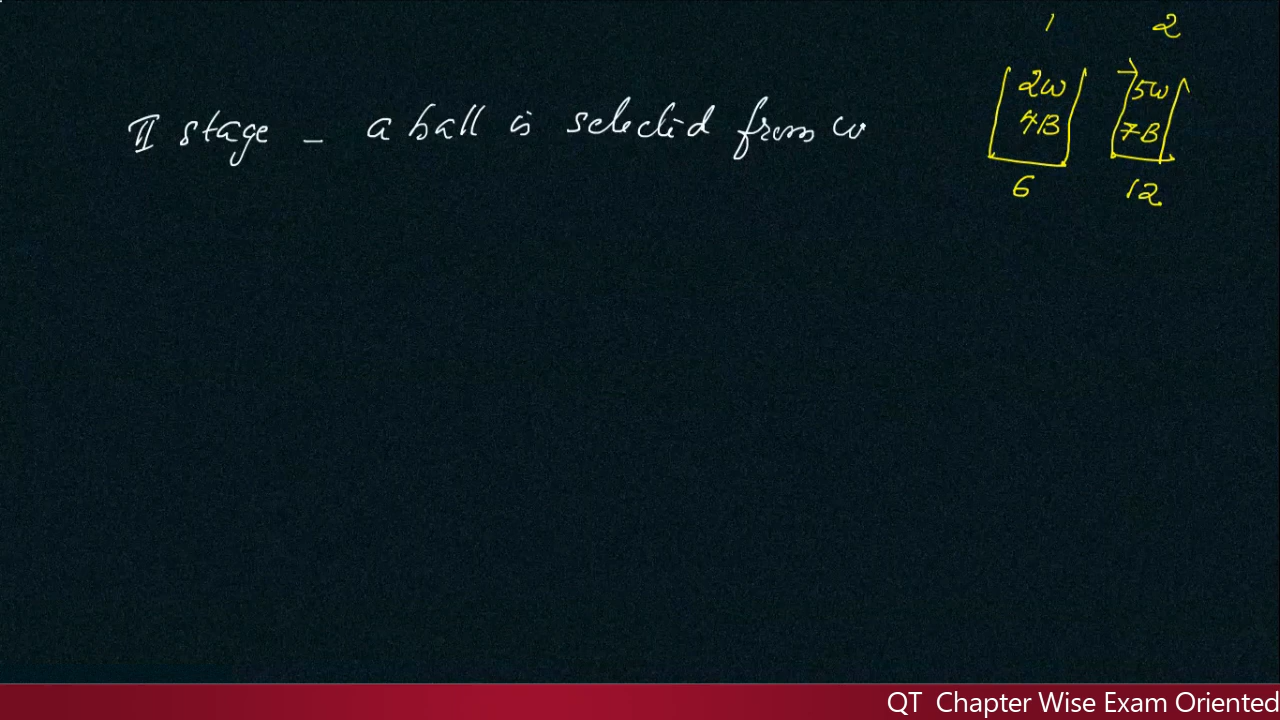 1 2
II stage - a ball is selected from w
2W 5W
4B 7B
6 12
QT Chapter Wise Exam Oriented